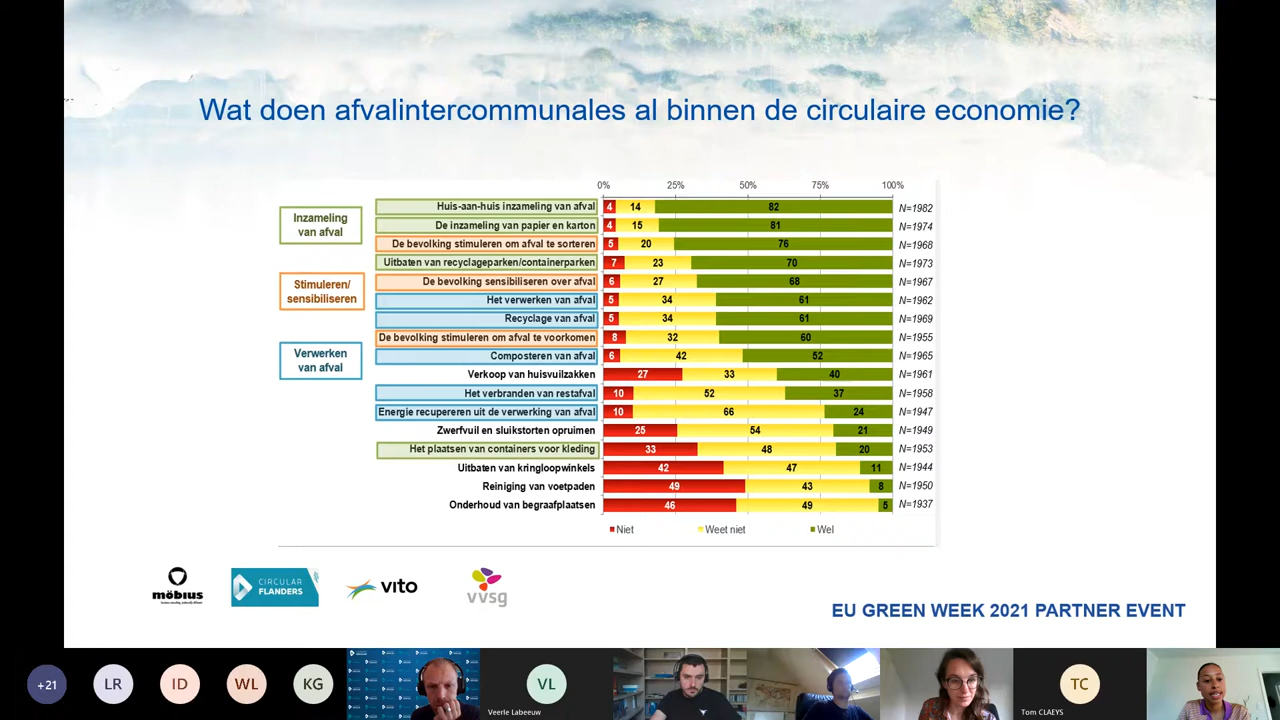 Wat doen afvalintercommunales al binnen de circulaire economie?
0% 25% 50% 75% 100%
Inzameling
van afval
Stimuleren/
sensibiliseren
Verwerken
van afval
Huis-aan-huis inzameling van afval 4 14 82 N=1982
De inzameling van papier en karton 4 15 81 N=1974
De bevolking stimuleren om afval te sorteren 5 20 76 N=1968
Uitbaten van recyclageparken/containerparken 7 23 70 N=1973
De bevolking sensibiliseren over afval 6 27 68 N=1967
Het verwerken van afval 5 34 61 N=1962
Recyclage van afval 5 34 61 N=1969
De bevolking stimuleren om afval te voorkomen 8 32 60 N=1955
Composteren van afval 6 42 52 N=1965
Verkoop van huisvuilzakken 27 33 40 N=1961
Het verbranden van restafval 10 52 37 N=1958
Energie recupereren uit de verwerking van afval 10 66 24 N=1947
Zwerfvuil en sluikstorten opruimen 25 54 21 N=1949
Het plaatsen van containers voor kleding 33 48 20 N=1953
Uitbaten van kringloopwinkels 42 47 11 N=1944
Reiniging van voetpaden 49 43 8 N=1950
Onderhoud van begraafplaatsen 46 49 5 N=1937
Niet Weet niet Wel
möbius
CIRCULAR
FLANDERS
vito
vvsg
EU GREEN WEEK 2021 PARTNER EVENT
+21 LR ID WL KG VL TC
Veerle Labeeuw
Tom CLAEYS